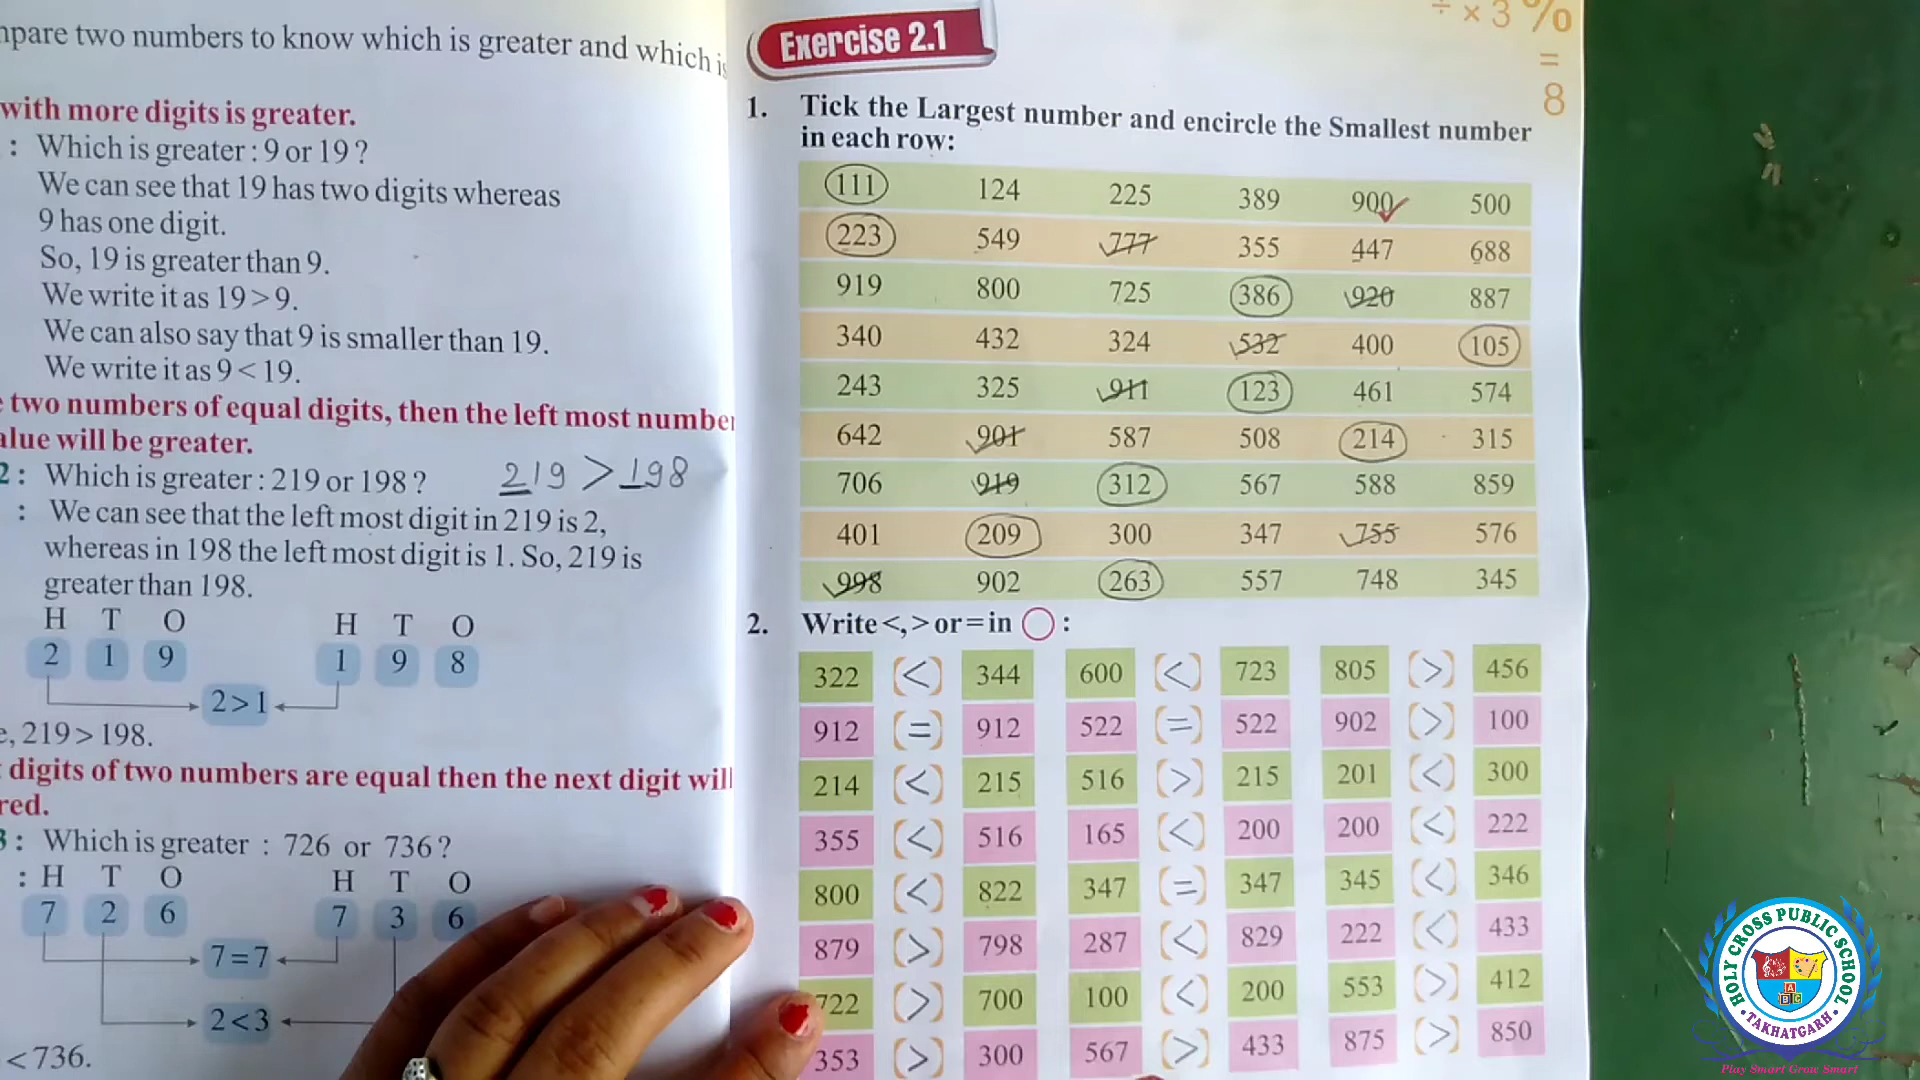 mpare two numbers to know which is greater and which is
with more digits is greater.
: Which is greater : 9 or 19 ?
We can see that 19 has two digits whereas
9 has one digit.
So, 19 is greater than 9.
We write it as 19 > 9.
We can also say that 9 is smaller than 19.
We write it as 9 < 19.
e two numbers of equal digits, then the left most number
alue will be greater.
2 : Which is greater : 219 or 198 ? 219 > 198
: We can see that the left most digit in 219 is 2,
whereas in 198 the left most digit is 1. So, 219 is
greater than 198.
H T O H T O
2 1 9 1 9 8
2 > 1
e, 219 > 198.
digits of two numbers are equal then the next digit will
red.
3 : Which is greater : 726 or 736 ?
: H T O H T O
7 2 6 7 3 6
7 = 7
2 < 3
< 736.
÷ × 3 %
=
8
Exercise 2.1
1. Tick the Largest number and encircle the Smallest number
in each row:
111 124 225 389 900 500
223 549 777 355 447 688
919 800 725 386 920 887
340 432 324 532 400 105
243 325 911 123 461 574
642 901 587 508 214 315
706 919 312 567 588 859
401 209 300 347 755 576
998 902 263 557 748 345
2. Write <, > or = in ◯ :
322 (<) 344 600 (<) 723 805 (>) 456
912 (=) 912 522 (=) 522 902 (>) 100
214 (<) 215 516 (>) 215 201 (<) 300
355 (<) 516 165 (<) 200 200 (<) 222
800 (<) 822 347 (=) 347 345 (<) 346
879 (>) 798 287 (<) 829 222 (<) 433
722 (>) 700 100 (<) 200 553 (>) 412
353 (>) 300 567 (>) 433 875 (>) 850
HOLY CROSS PUBLIC SCHOOL
A
B C
• TAKHATGARH •
Play Smart Grow Smart